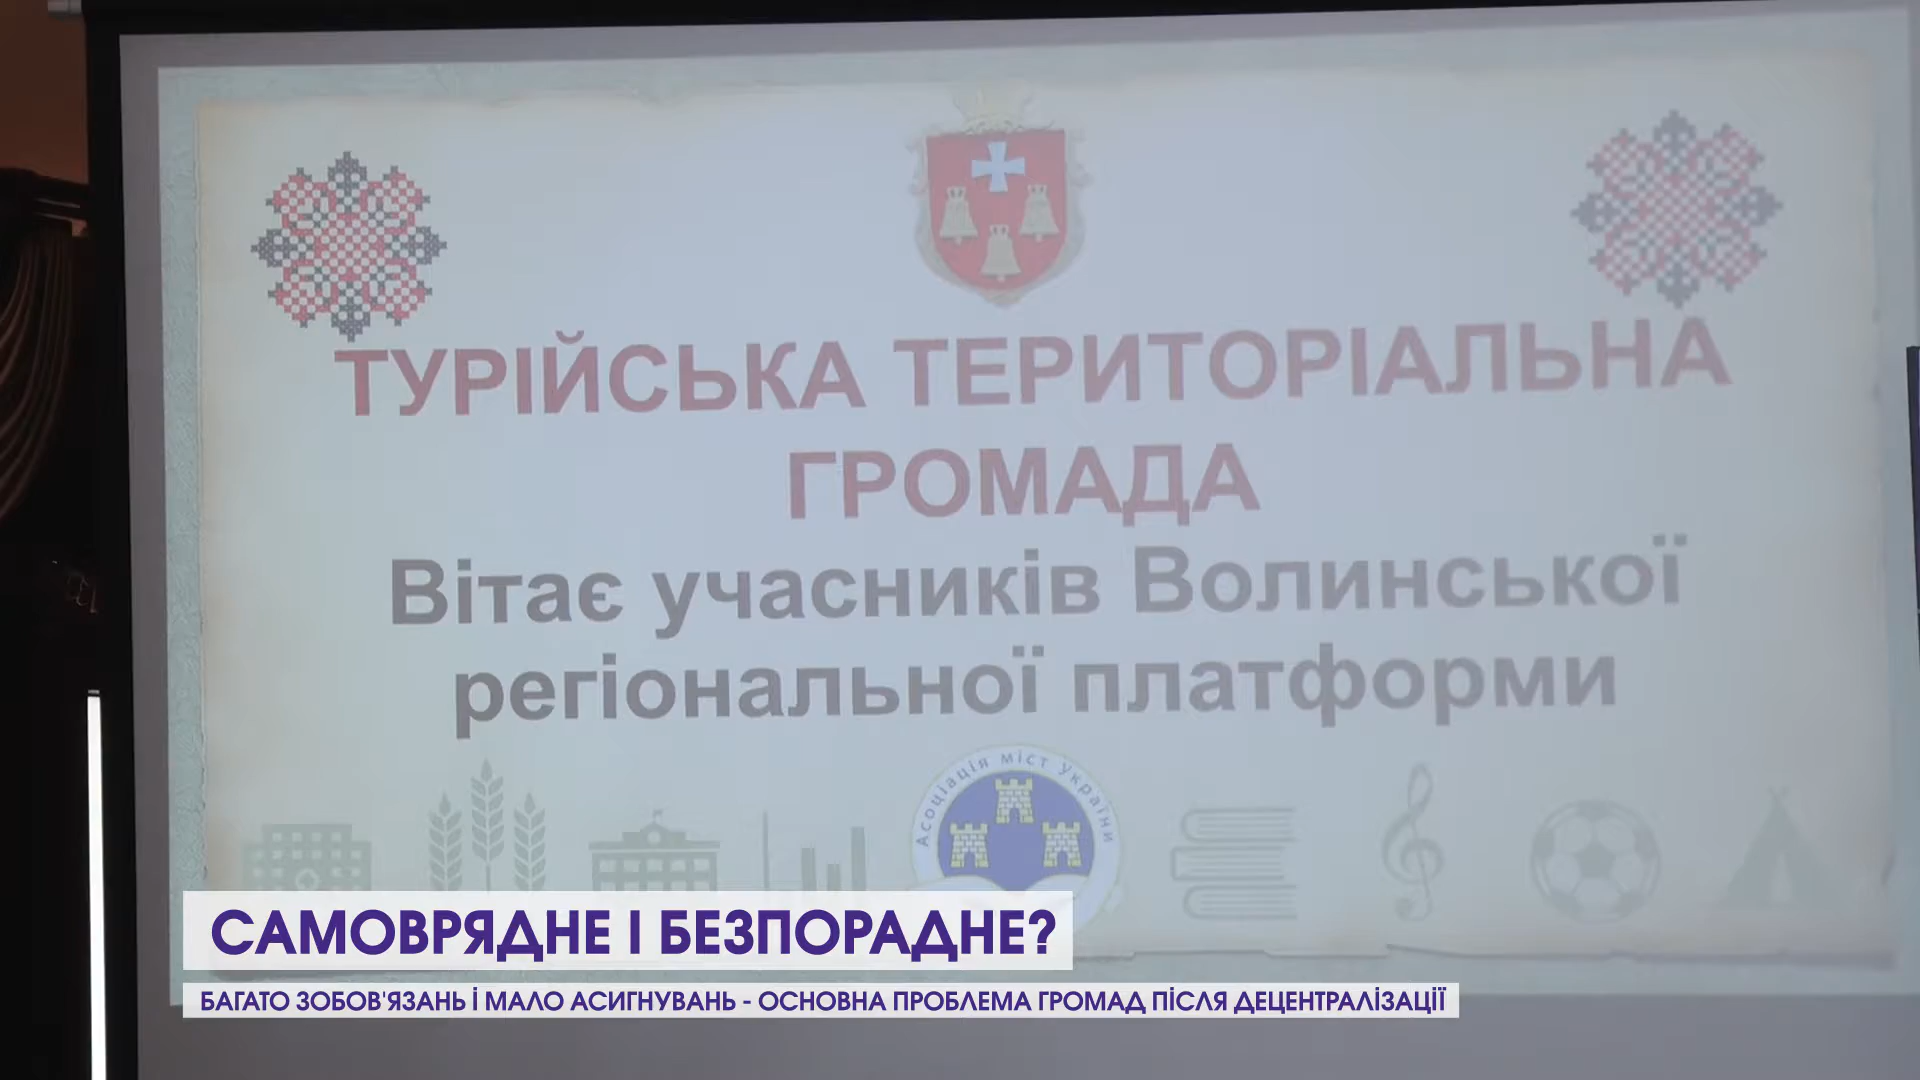 ТУРІЙСЬКА ТЕРИТОРІАЛЬНА
ГРОМАДА
Вітає учасників Волинської
регіональної платформи
Асоціація міст України
САМОВРЯДНЕ І БЕЗПОРАДНЕ?
БАГАТО ЗОБОВ'ЯЗАНЬ І МАЛО АСИГНУВАНЬ - ОСНОВНА ПРОБЛЕМА ГРОМАД ПІСЛЯ ДЕЦЕНТРАЛІЗАЦІЇ